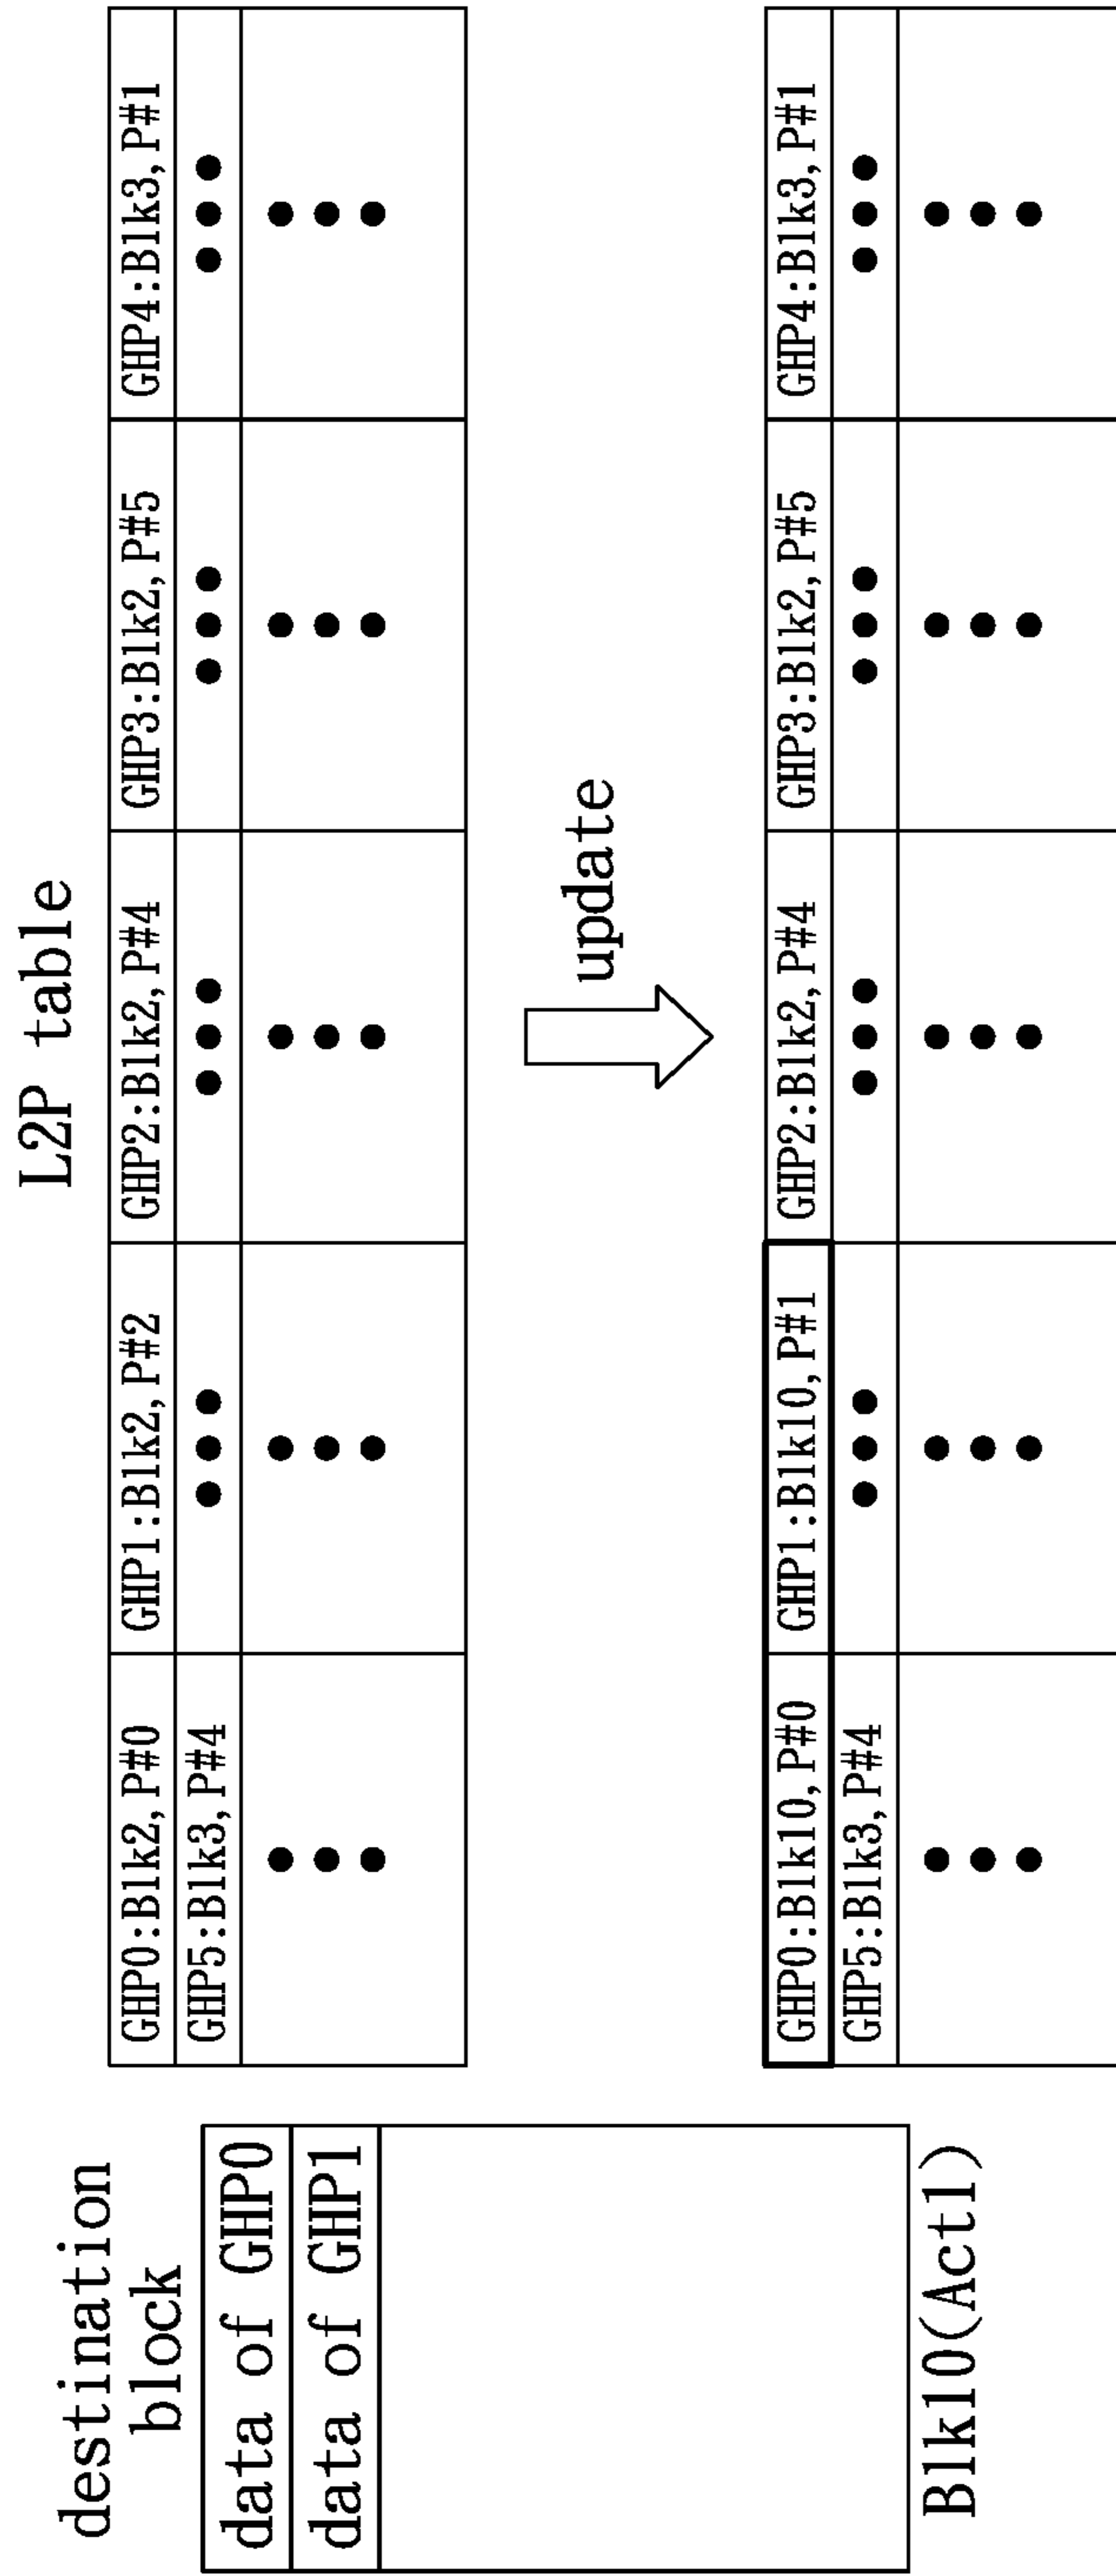 destination
block
data of GHP0
data of GHP1
Blk10(Act1)
L2P table
GHP0:Blk2, P#0
GHP1:Blk2, P#2
GHP2:Blk2, P#4
GHP3:Blk2, P#5
GHP4:Blk3, P#1
GHP5:Blk3, P#4
update
GHP0:Blk10, P#0
GHP1:Blk10, P#1
GHP2:Blk2, P#4
GHP3:Blk2, P#5
GHP4:Blk3, P#1
GHP5:Blk3, P#4